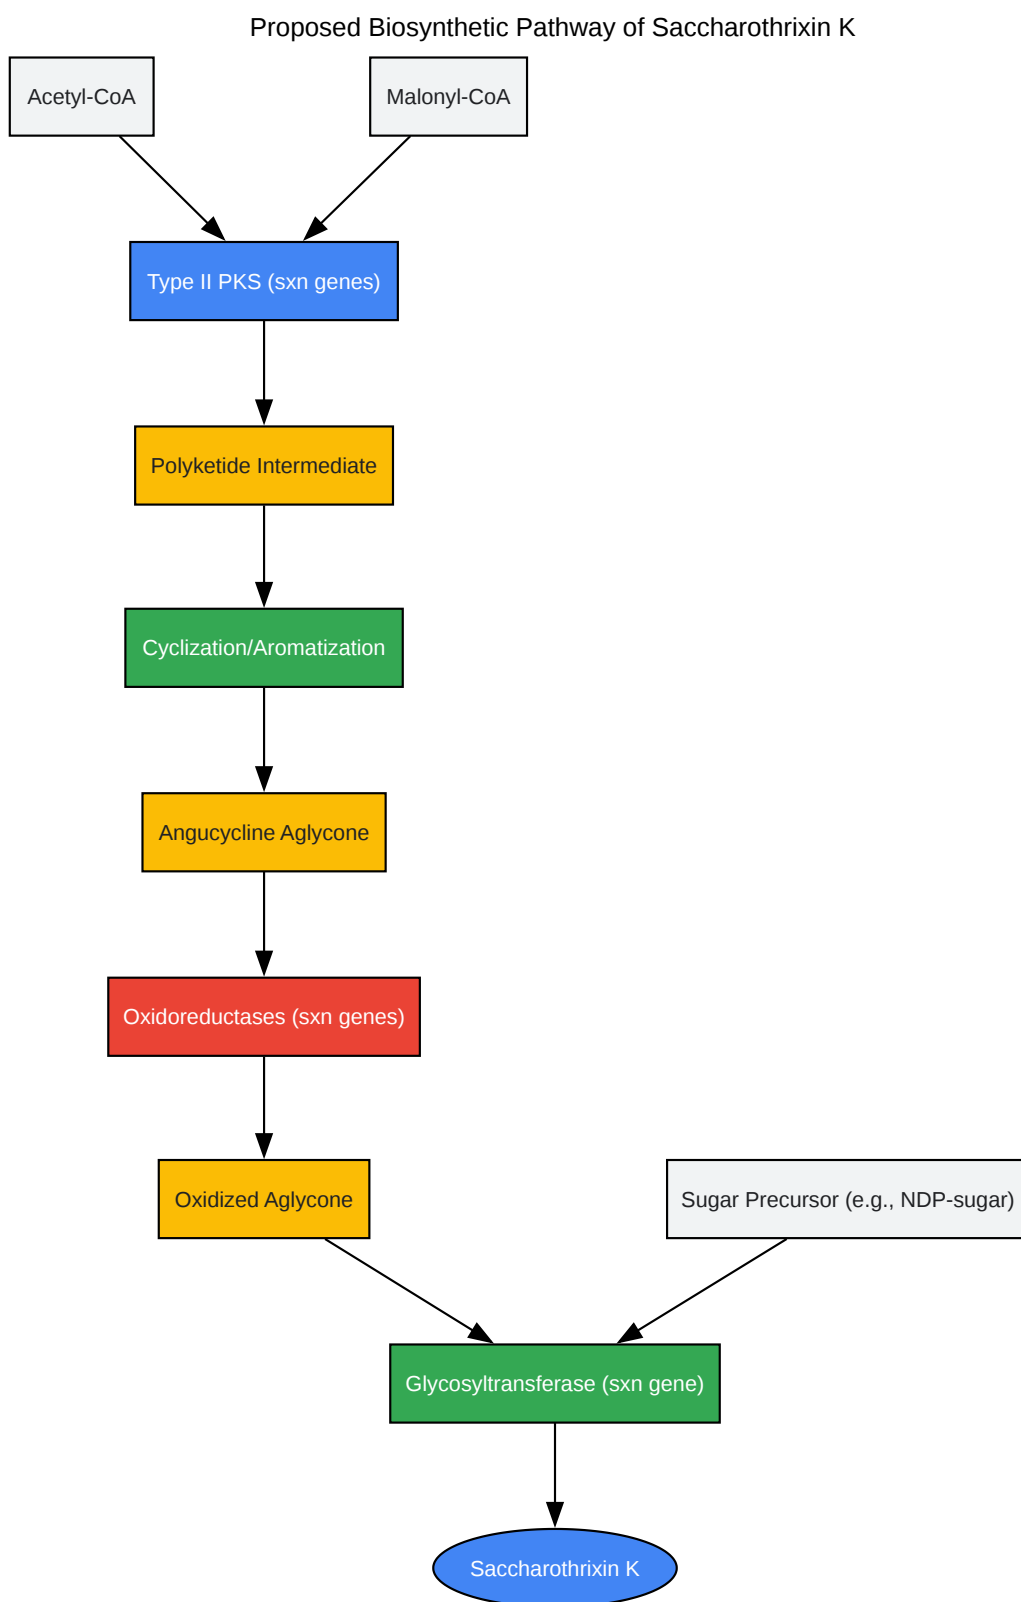 Proposed Biosynthetic Pathway of Saccharothrixin K
Acetyl-CoA
Malonyl-CoA
Type II PKS (sxn genes)
Polyketide Intermediate
Cyclization/Aromatization
Angucycline Aglycone
Oxidoreductases (sxn genes)
Oxidized Aglycone
Sugar Precursor (e.g., NDP-sugar)
Glycosyltransferase (sxn gene)
Saccharothrixin K